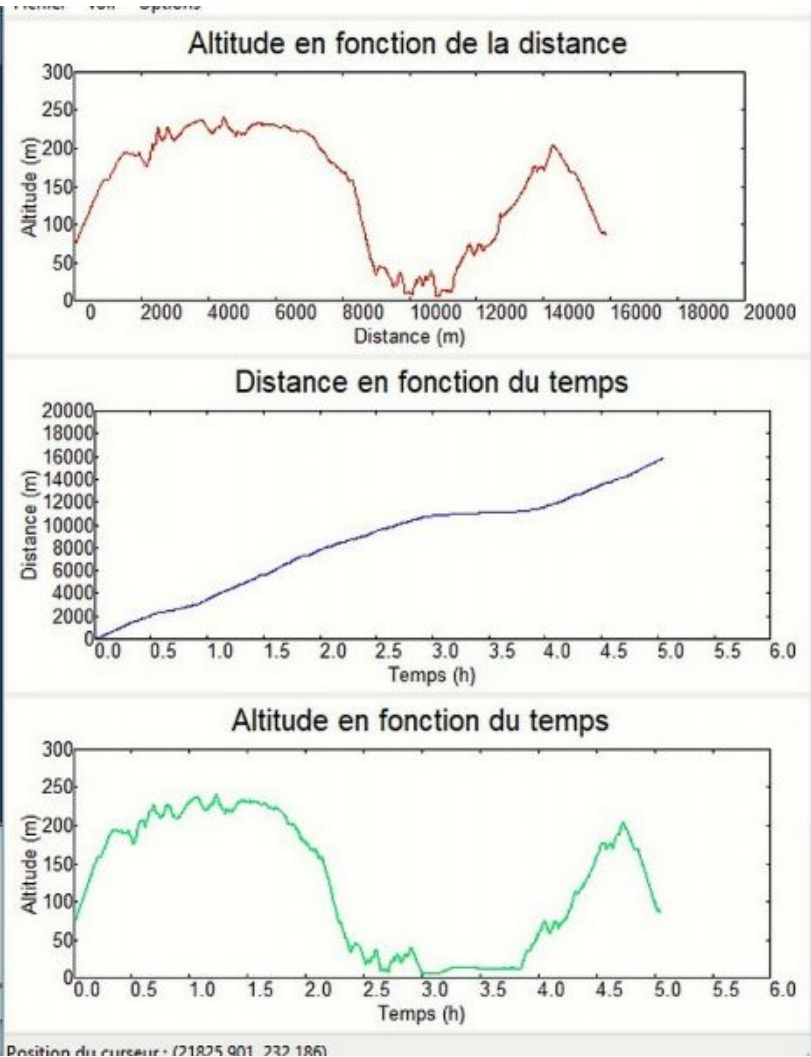 Fichier Voir Options
Altitude en fonction de la distance
300
250
200
150
100
50
0
Altitude (m)
0 2000 4000 6000 8000 10000 12000 14000 16000 18000 20000
Distance (m)
Distance en fonction du temps
20000
18000
16000
14000
12000
10000
8000
6000
4000
2000
0
Distance (m)
0.0 0.5 1.0 1.5 2.0 2.5 3.0 3.5 4.0 4.5 5.0 5.5 6.0
Temps (h)
Altitude en fonction du temps
300
250
200
150
100
50
0
Altitude (m)
0.0 0.5 1.0 1.5 2.0 2.5 3.0 3.5 4.0 4.5 5.0 5.5 6.0
Temps (h)
Position du curseur : (21825.901, 232.186)